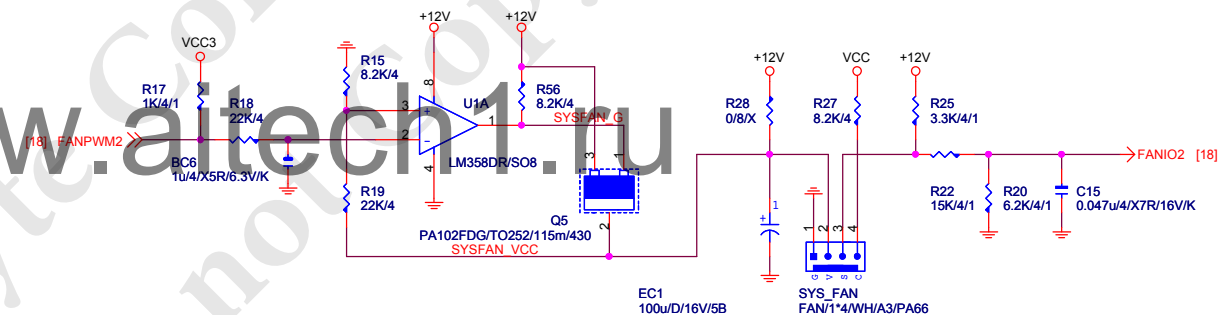 +12V
+12V
VCC3
R15
8.2K/4
R17
1K/4/1
R18
22K/4
[18] FANPWM2
BC6
1u/4/X5R/6.3V/K
8
3
+
2
−
1
4
U1A
LM358DR/SO8
R19
22K/4
R56
8.2K/4
SYSFAN_G
3
1
2
Q5
PA102FDG/TO252/115m/430
SYSFAN_VCC
+12V
VCC
+12V
R28
0/8/X
R27
8.2K/4
R25
3.3K/4/1
FANIO2 [18]
R22
15K/4/1
R20
6.2K/4/1
C15
0.047u/4/X7R/16V/K
+
1
1
2
3
4
G
V
S
C
EC1
100u/D/16V/5B
SYS_FAN
FAN/1*4/WH/A3/PA66
w.aitech1.ru
not Copy